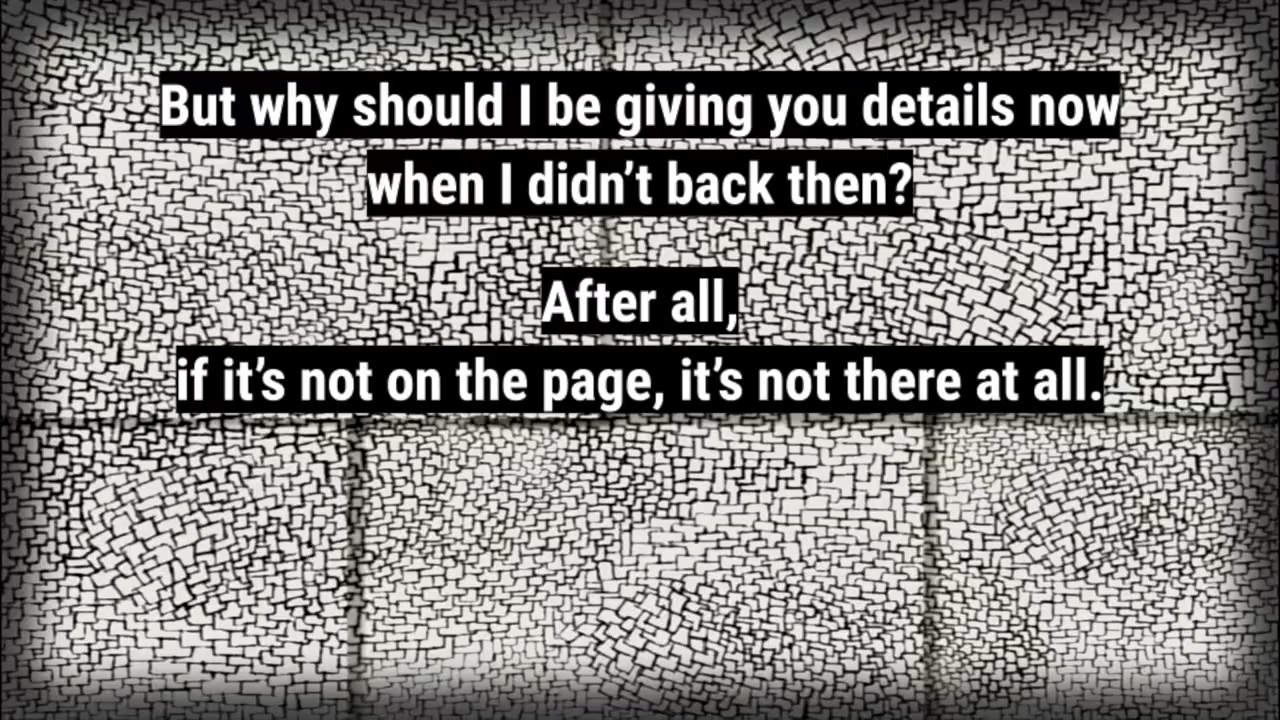 But why should I be giving you details now
when I didn’t back then?
After all,
if it’s not on the page, it’s not there at all.